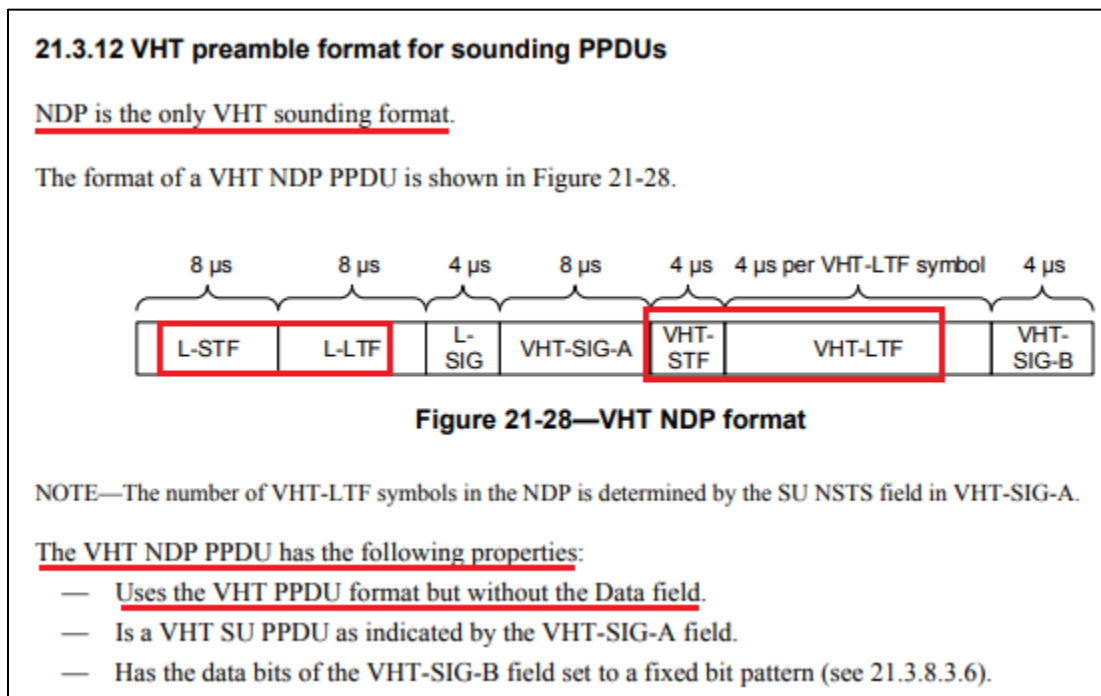 21.3.12 VHT preamble format for sounding PPDUs
NDP is the only VHT sounding format.
The format of a VHT NDP PPDU is shown in Figure 21-28.
8 µs 8 µs 4 µs 8 µs 4 µs 4 µs per VHT-LTF symbol 4 µs
L-STF L-LTF L-SIG VHT-SIG-A VHT-STF VHT-LTF VHT-SIG-B
Figure 21-28—VHT NDP format
NOTE—The number of VHT-LTF symbols in the NDP is determined by the SU NSTS field in VHT-SIG-A.
The VHT NDP PPDU has the following properties:
— Uses the VHT PPDU format but without the Data field.
— Is a VHT SU PPDU as indicated by the VHT-SIG-A field.
— Has the data bits of the VHT-SIG-B field set to a fixed bit pattern (see 21.3.8.3.6).